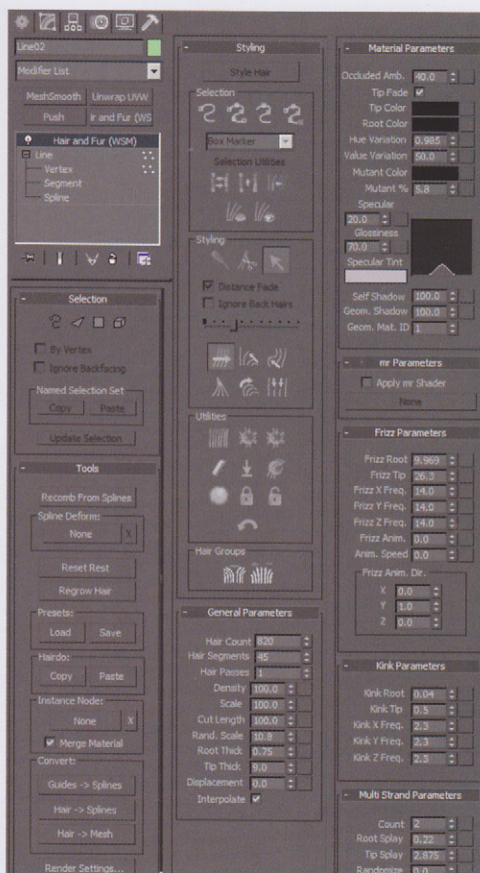 Line02
Modifier List
MeshSmooth
Unwrap UVW
Push
ir and Fur (WS
Hair and Fur (WSM)
Line
Vertex
Segment
Spline
Selection
By Vertex
Ignore Backfacing
Named Selection Set
Copy
Paste
Update Selection
Tools
Recomb From Splines
Spline Deform:
None
X
Reset Rest
Regrow Hair
Presets:
Load
Save
Hairdo:
Copy
Paste
Instance Node:
None
X
Merge Material
Convert:
Guides -> Splines
Hair -> Splines
Hair -> Mesh
Render Settings...
Styling
Style Hair
Selection
Box Marker
Selection Utilities
Styling
Distance Fade
Ignore Back Hairs
Utilities
Hair Groups
General Parameters
Hair Count 820
Hair Segments 45
Hair Passes 1
Density 100.0
Scale 100.0
Cut Length 100.0
Rand. Scale 10.8
Root Thick 0.75
Tip Thick 9.0
Displacement 0.0
Interpolate
Material Parameters
Occluded Amb. 40.0
Tip Fade
Tip Color
Root Color
Hue Variation 0.985
Value Variation 50.0
Mutant Color
Mutant % 5.8
Specular
20.0
Glossiness
70.0
Specular Tint
Self Shadow 100.0
Geom. Shadow 100.0
Geom. Mat. ID 1
mr Parameters
Apply mr Shader
None
Frizz Parameters
Frizz Root 9.969
Frizz Tip 26.3
Frizz X Freq. 14.0
Frizz Y Freq. 14.0
Frizz Z Freq. 14.0
Frizz Anim. 0.0
Anim. Speed 0.0
Frizz Anim. Dir.
X 0.0
Y 1.0
Z 0.0
Kink Parameters
Kink Root 0.04
Kink Tip 0.5
Kink X Freq. 2.3
Kink Y Freq. 2.3
Kink Z Freq. 2.5
Multi Strand Parameters
Count 2
Root Splay 0.22
Tip Splay 2.875
Randomize 0.0